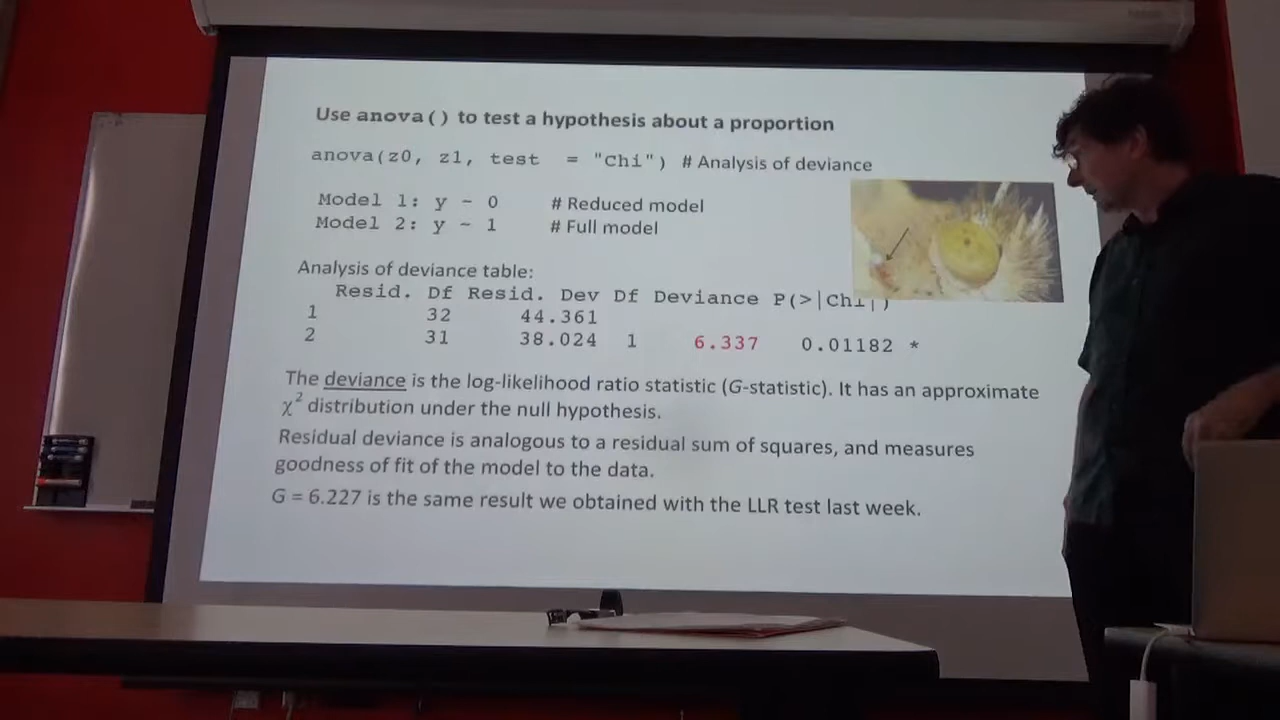 Use anova() to test a hypothesis about a proportion
anova(z0, z1, test = "Chi") # Analysis of deviance
Model 1: y ~ 0 # Reduced model
Model 2: y ~ 1 # Full model
Analysis of deviance table:
Resid. Df Resid. Dev Df Deviance P(>|Chi|)
1 32 44.361
2 31 38.024 1 6.337 0.01182 *
The deviance is the log-likelihood ratio statistic (G-statistic). It has an approximate
χ² distribution under the null hypothesis.
Residual deviance is analogous to a residual sum of squares, and measures
goodness of fit of the model to the data.
G = 6.227 is the same result we obtained with the LLR test last week.